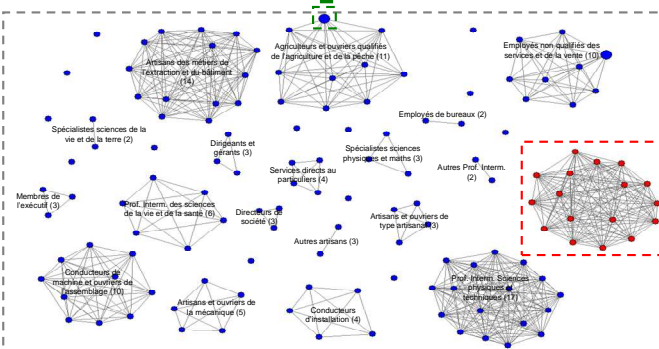 Artisans des métiers de
l'extraction et du bâtiment
(14)
Agriculteurs et ouvriers qualifiés
de l'agriculture et de la pêche (11)
Employés non qualifiés des
services et de la vente (10)
Employés de bureaux (2)
Spécialistes sciences de la
vie et de la terre (2)
Dirigeants et
gérants (3)
Spécialistes sciences
physiques et maths (3)
Services directs au
particuliers (4)
Autres Prof. Interm.
(2)
Membres de
l'exécutif (3)
Prof. Interm. des sciences
de la vie et de la santé (6)
Directeurs de
société (3)
Artisans et ouvriers de
type artisanal (3)
Autres artisans (3)
Conducteurs de
machine et ouvriers de
l'assemblage (10)
Prof. Interm. Sciences
physiques et
techniques (17)
Artisans et ouvriers de
la mécanique (5)
Conducteurs
d'installation (4)